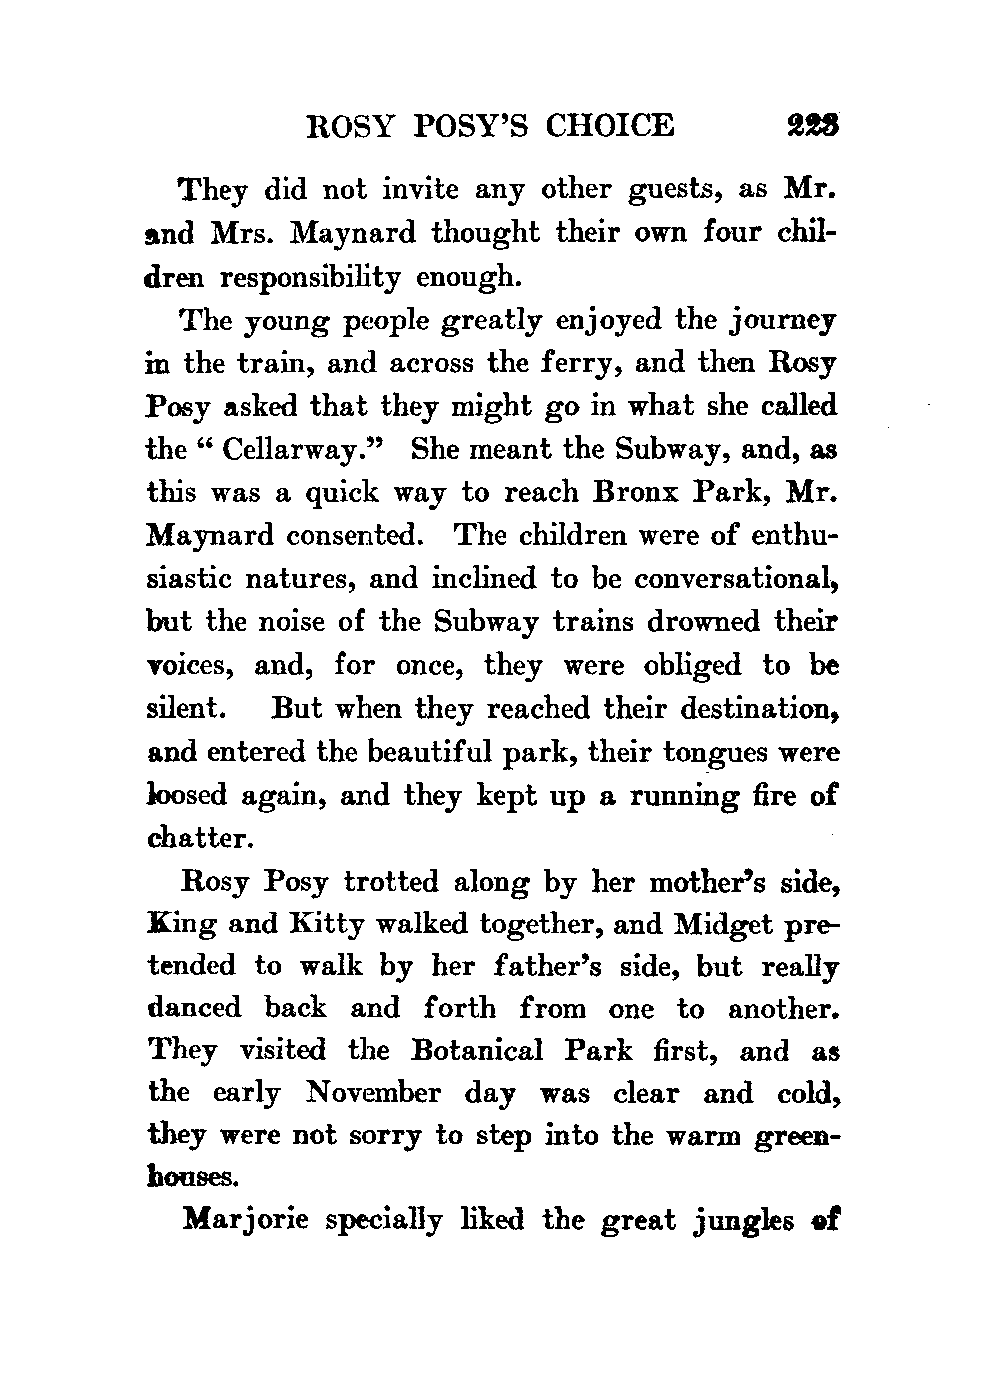 ROSY POSY'S CHOICE 223
They did not invite any other guests, as Mr.
and Mrs. Maynard thought their own four chil-
dren responsibility enough.
The young people greatly enjoyed the journey
in the train, and across the ferry, and then Rosy
Posy asked that they might go in what she called
the “ Cellarway.” She meant the Subway, and, as
this was a quick way to reach Bronx Park, Mr.
Maynard consented. The children were of enthu-
siastic natures, and inclined to be conversational,
but the noise of the Subway trains drowned their
voices, and, for once, they were obliged to be
silent. But when they reached their destination,
and entered the beautiful park, their tongues were
loosed again, and they kept up a running fire of
chatter.
Rosy Posy trotted along by her mother's side,
King and Kitty walked together, and Midget pre-
tended to walk by her father's side, but really
danced back and forth from one to another.
They visited the Botanical Park first, and as
the early November day was clear and cold,
they were not sorry to step into the warm green-
houses.
Marjorie specially liked the great jungles of